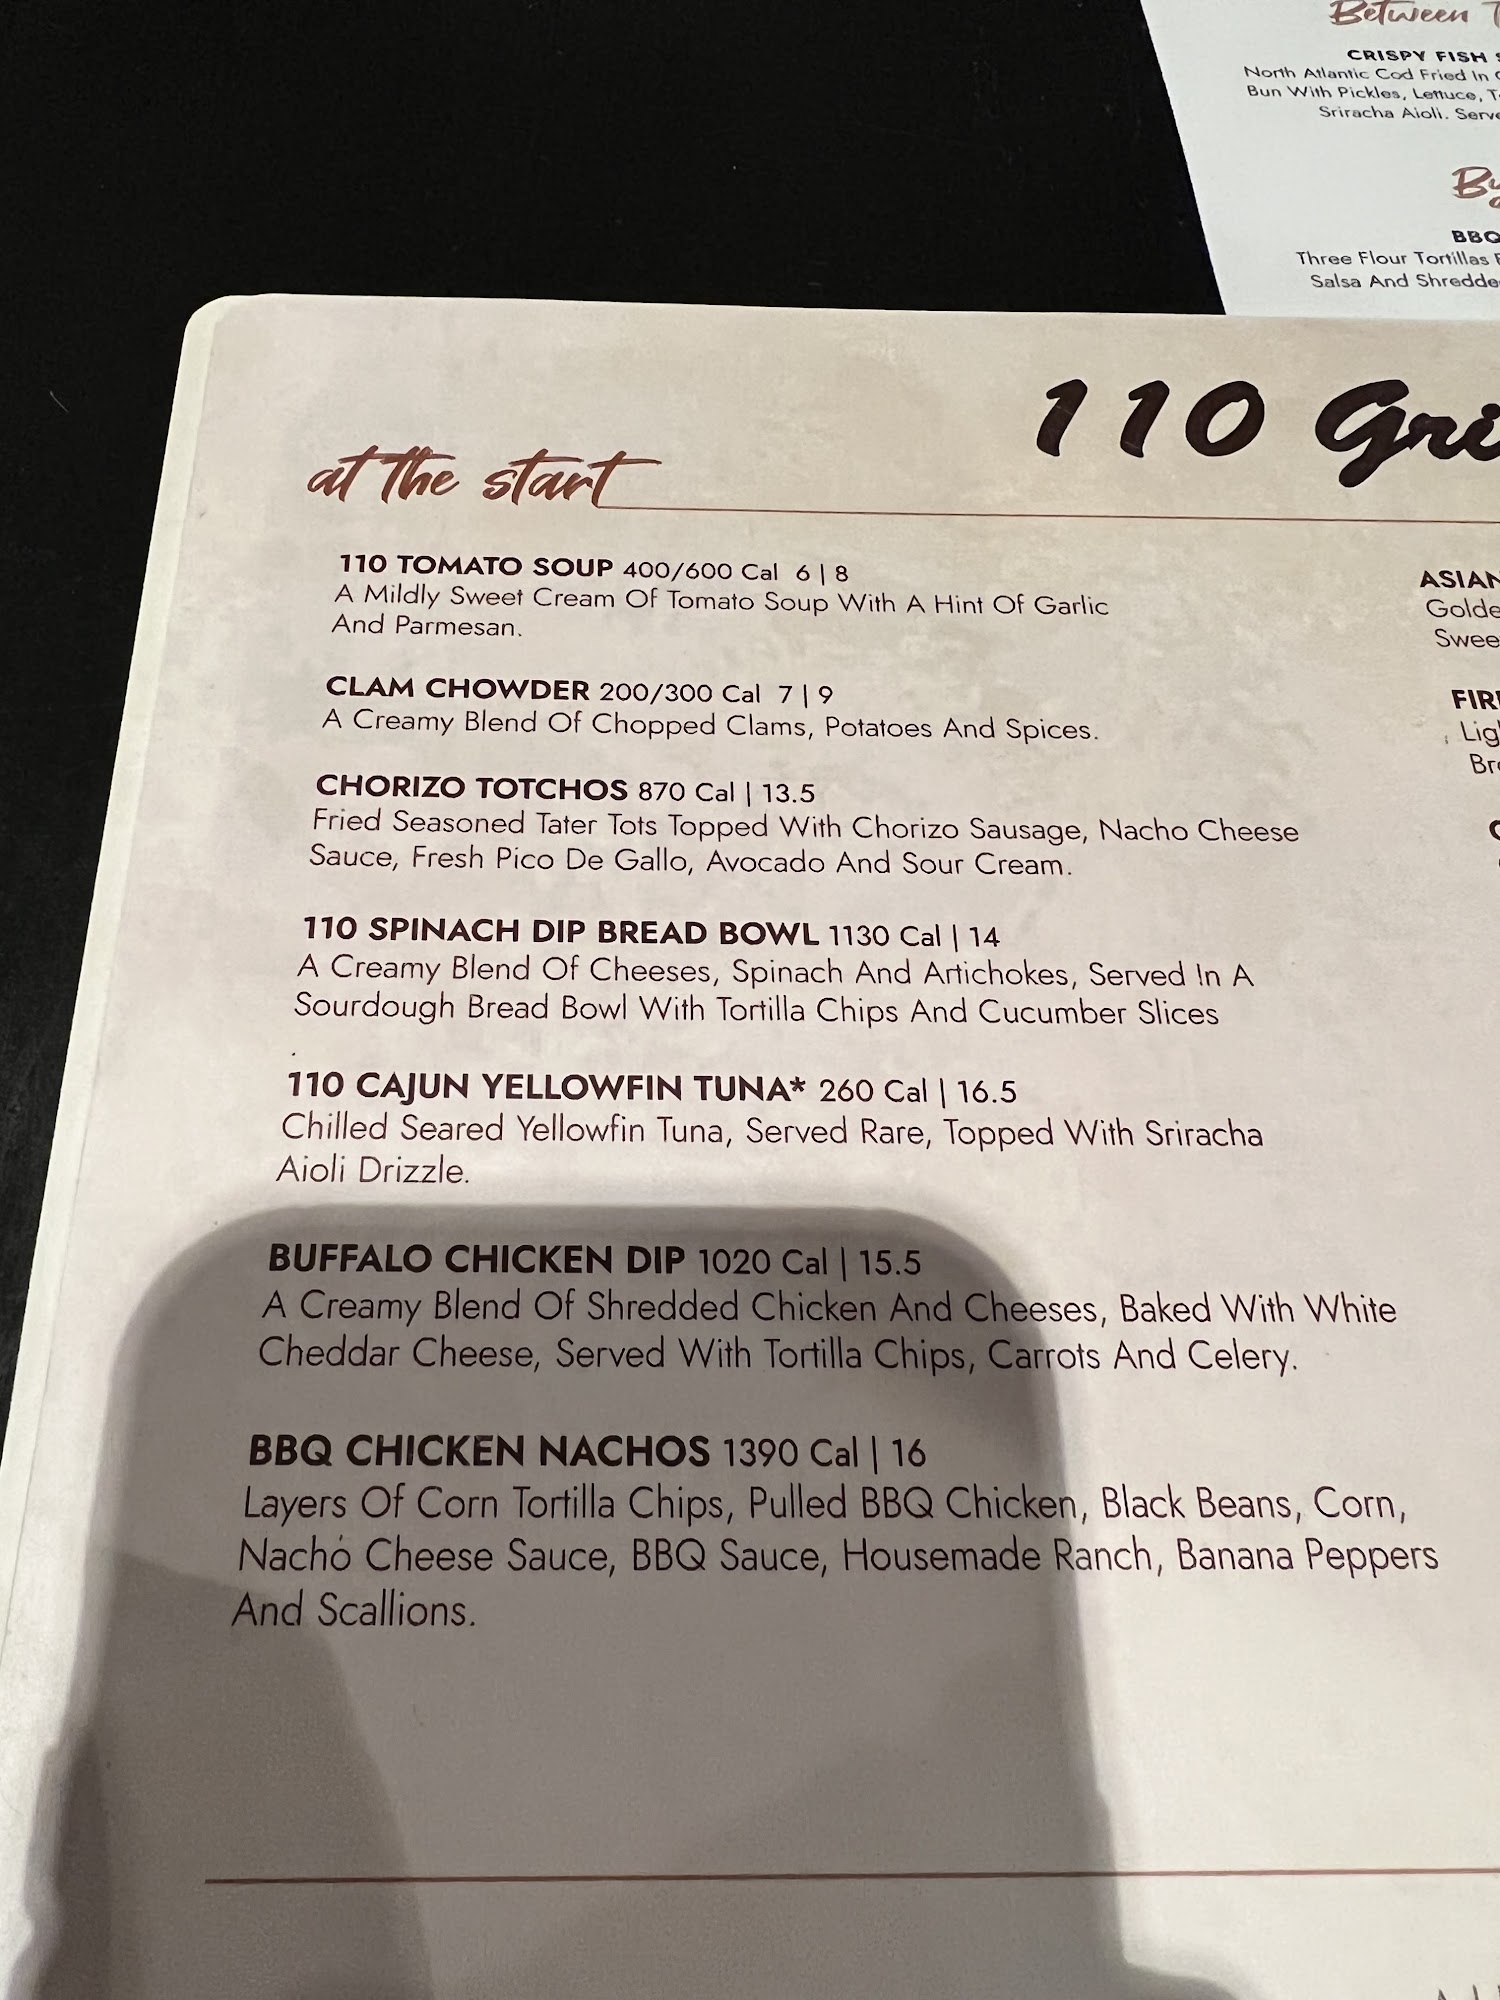 Between
CRISPY FISH
North Atlantic Cod Fried In
Bun With Pickles, Lettuce,
Sriracha Aioli.
BBQ
Three Flour Tortillas
Salsa And
110
at the start
110 TOMATO SOUP 400/600 Cal 6 | 8
A Mildly Sweet Cream Of Tomato Soup With A Hint Of Garlic
And Parmesan.
CLAM CHOWDER 200/300 Cal 7 | 9
A Creamy Blend Of Chopped Clams, Potatoes And Spices.
CHORIZO TOTCHOS 870 Cal | 13.5
Fried Seasoned Tater Tots Topped With Chorizo Sausage, Nacho Cheese
Sauce, Fresh Pico De Gallo, Avocado And Sour Cream.
110 SPINACH DIP BREAD BOWL 1130 Cal | 14
A Creamy Blend Of Cheeses, Spinach And Artichokes, Served In A
Sourdough Bread Bowl With Tortilla Chips And Cucumber Slices
110 CAJUN YELLOWFIN TUNA* 260 Cal | 16.5
Chilled Seared Yellowfin Tuna, Served Rare, Topped With Sriracha
Aioli Drizzle.
BUFFALO CHICKEN DIP 1020 Cal | 15.5
A Creamy Blend Of Shredded Chicken And Cheeses, Baked With White
Cheddar Cheese, Served With Tortilla Chips, Carrots And Celery.
BBQ CHICKEN NACHOS 1390 Cal | 16
Layers Of Corn Tortilla Chips, Pulled BBQ Chicken, Black Beans, Corn,
Nacho Cheese Sauce, BBQ Sauce, Housemade Ranch, Banana Peppers
And Scallions.